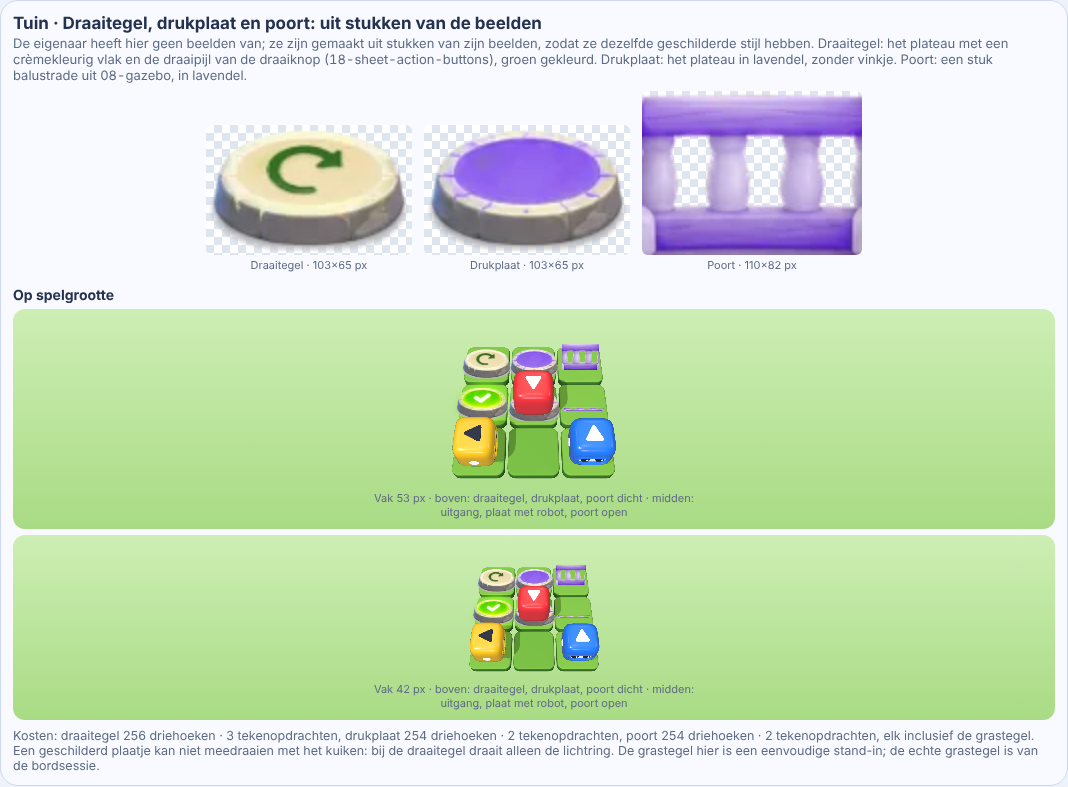 Tuin · Draaitegel, drukplaat en poort: uit stukken van de beelden
De eigenaar heeft hier geen beelden van; ze zijn gemaakt uit stukken van zijn beelden, zodat ze dezelfde geschilderde stijl hebben. Draaitegel: het plateau met een
crèmekleurig vlak en de draaipijl van de draaiknop (18-sheet-action-buttons), groen gekleurd. Drukplaat: het plateau in lavendel, zonder vinkje. Poort: een stuk
balustrade uit 08-gazebo, in lavendel.
Draaitegel · 103×65 px
Drukplaat · 103×65 px
Poort · 110×82 px
Op spelgrootte
Vak 53 px · boven: draaitegel, drukplaat, poort dicht · midden:
uitgang, plaat met robot, poort open
Vak 42 px · boven: draaitegel, drukplaat, poort dicht · midden:
uitgang, plaat met robot, poort open
Kosten: draaitegel 256 driehoeken · 3 tekenopdrachten, drukplaat 254 driehoeken · 2 tekenopdrachten, poort 254 driehoeken · 2 tekenopdrachten, elk inclusief de grastegel.
Een geschilderd plaatje kan niet meedraaien met het kuiken: bij de draaitegel draait alleen de lichtring. De grastegel hier is een eenvoudige stand-in; de echte grastegel is van
de bordsessie.